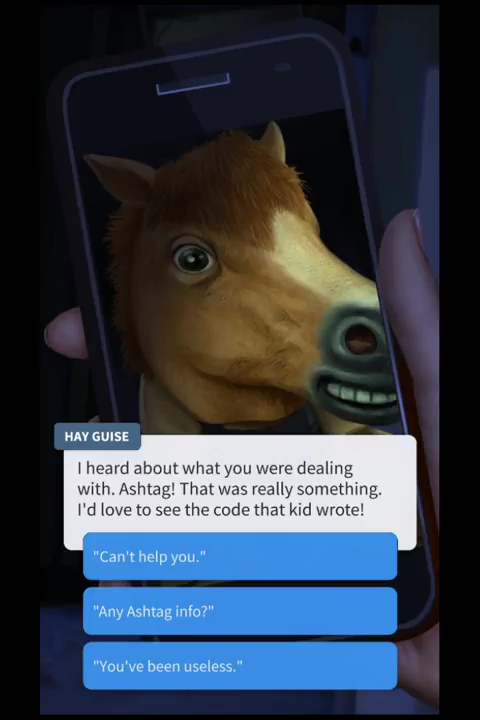 HAY GUISE
I heard about what you were dealing
with. Ashtag! That was really something.
I'd love to see the code that kid wrote!
"Can't help you."
"Any Ashtag info?"
"You've been useless."